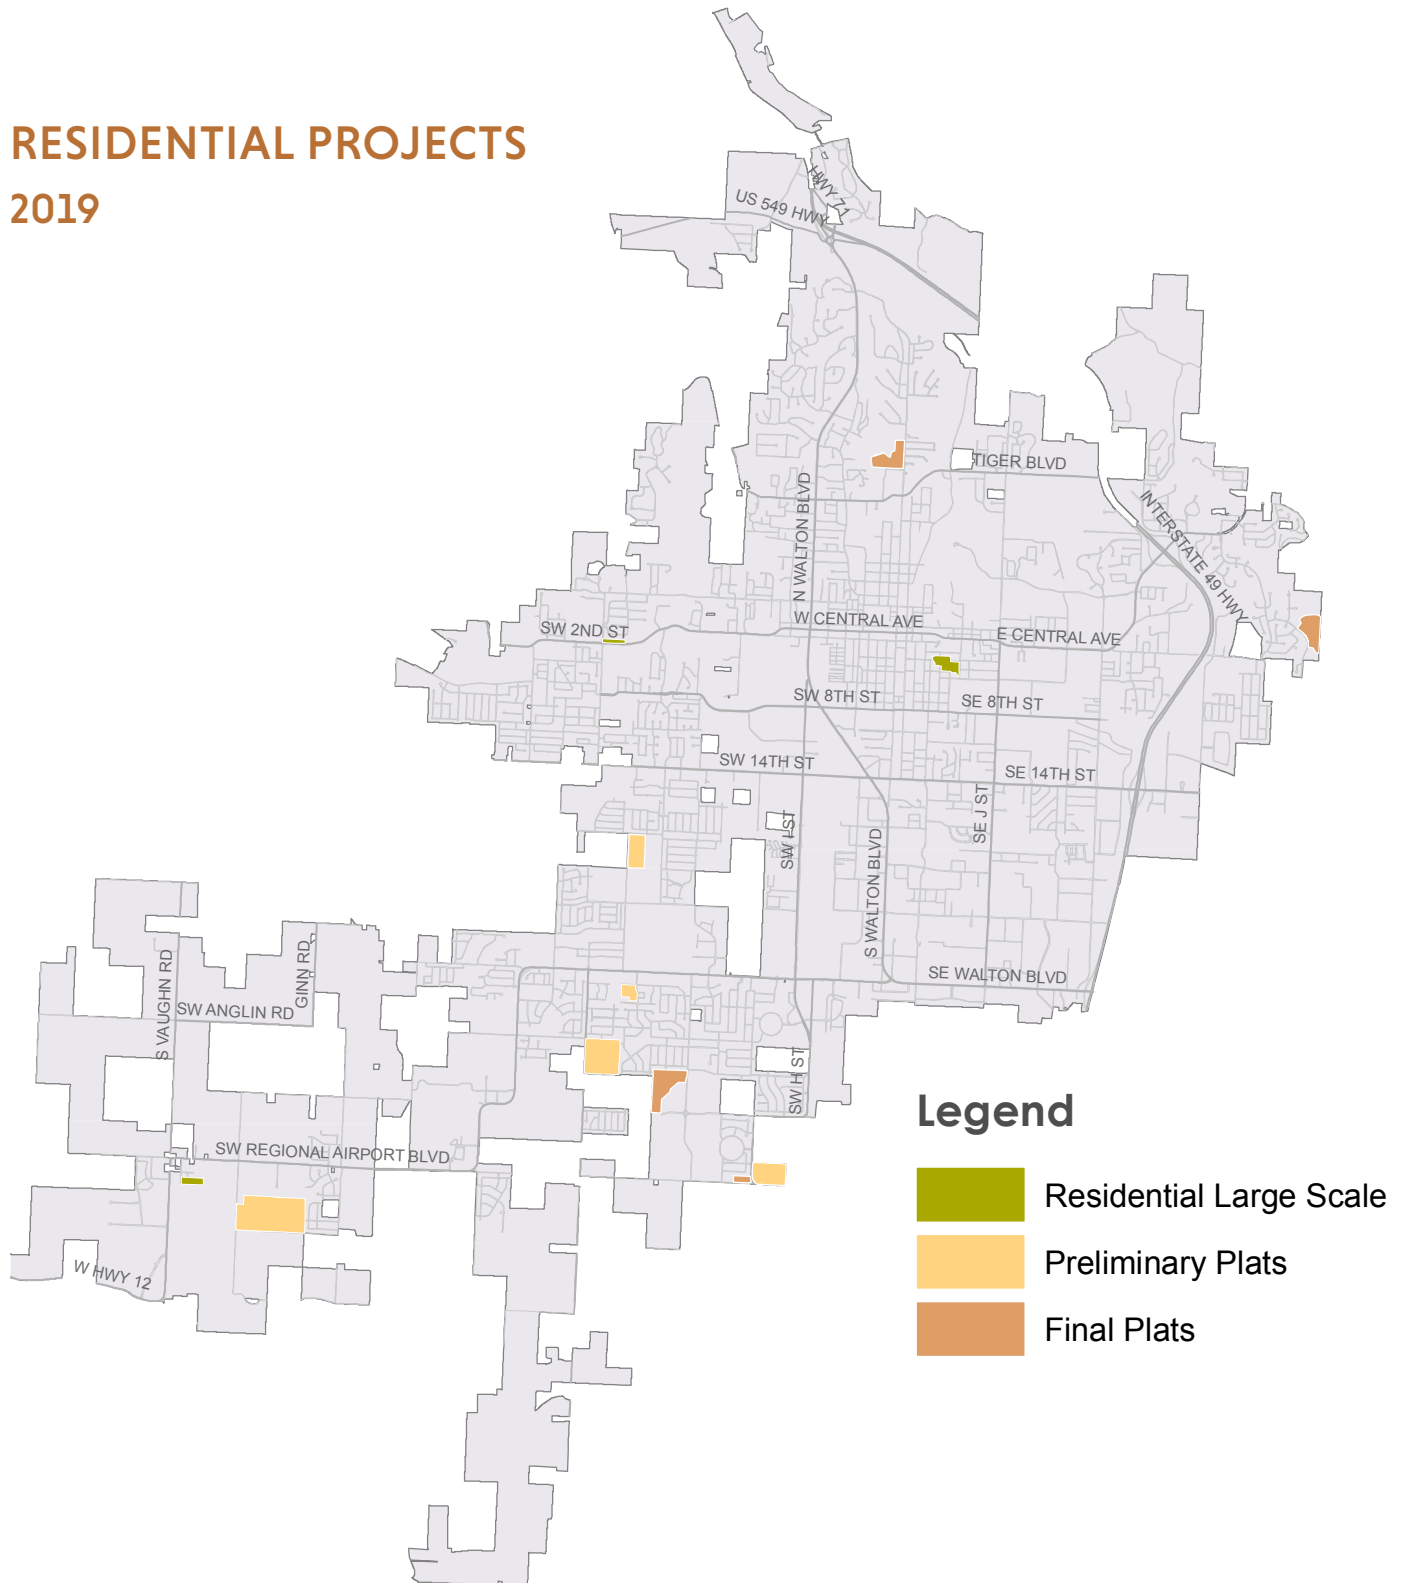 RESIDENTIAL PROJECTS
2019
HWY 71
US 549 HWY
TIGER BLVD
N WALTON BLVD
INTERSTATE 49 HWY
W CENTRAL AVE
SW 2ND ST
E CENTRAL AVE
SW 8TH ST
SE 8TH ST
SW 14TH ST
SE 14TH ST
SW I ST
SE J ST
S WALTON BLVD
SE WALTON BLVD
S VAUGHN RD
GINN RD
SW ANGLIN RD
SW H ST
SW REGIONAL AIRPORT BLVD
W HWY 12
Legend
Residential Large Scale
Preliminary Plats
Final Plats